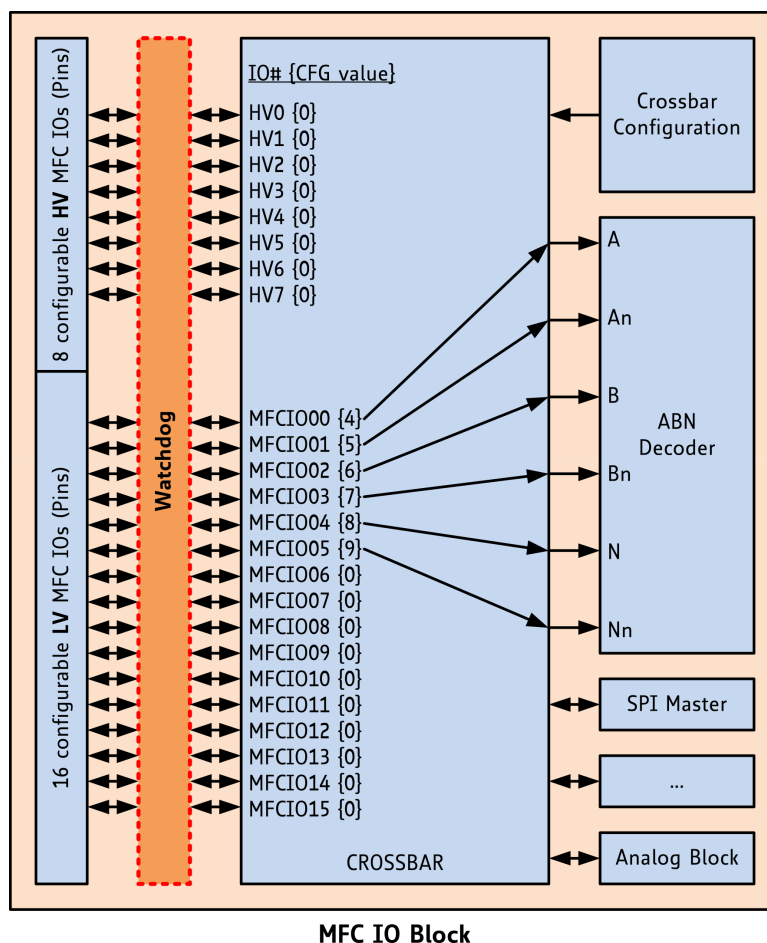 8 configurable HV MFC IOs (Pins)
16 configurable LV MFC IOs (Pins)
Watchdog
IO# {CFG value}
HV0 {0}
HV1 {0}
HV2 {0}
HV3 {0}
HV4 {0}
HV5 {0}
HV6 {0}
HV7 {0}
MFCIO00 {4}
MFCIO01 {5}
MFCIO02 {6}
MFCIO03 {7}
MFCIO04 {8}
MFCIO05 {9}
MFCIO06 {0}
MFCIO07 {0}
MFCIO08 {0}
MFCIO09 {0}
MFCIO10 {0}
MFCIO11 {0}
MFCIO12 {0}
MFCIO13 {0}
MFCIO14 {0}
MFCIO15 {0}
CROSSBAR
Crossbar
Configuration
A
An
B
Bn
N
Nn
ABN
Decoder
SPI Master
...
Analog Block
MFC IO Block